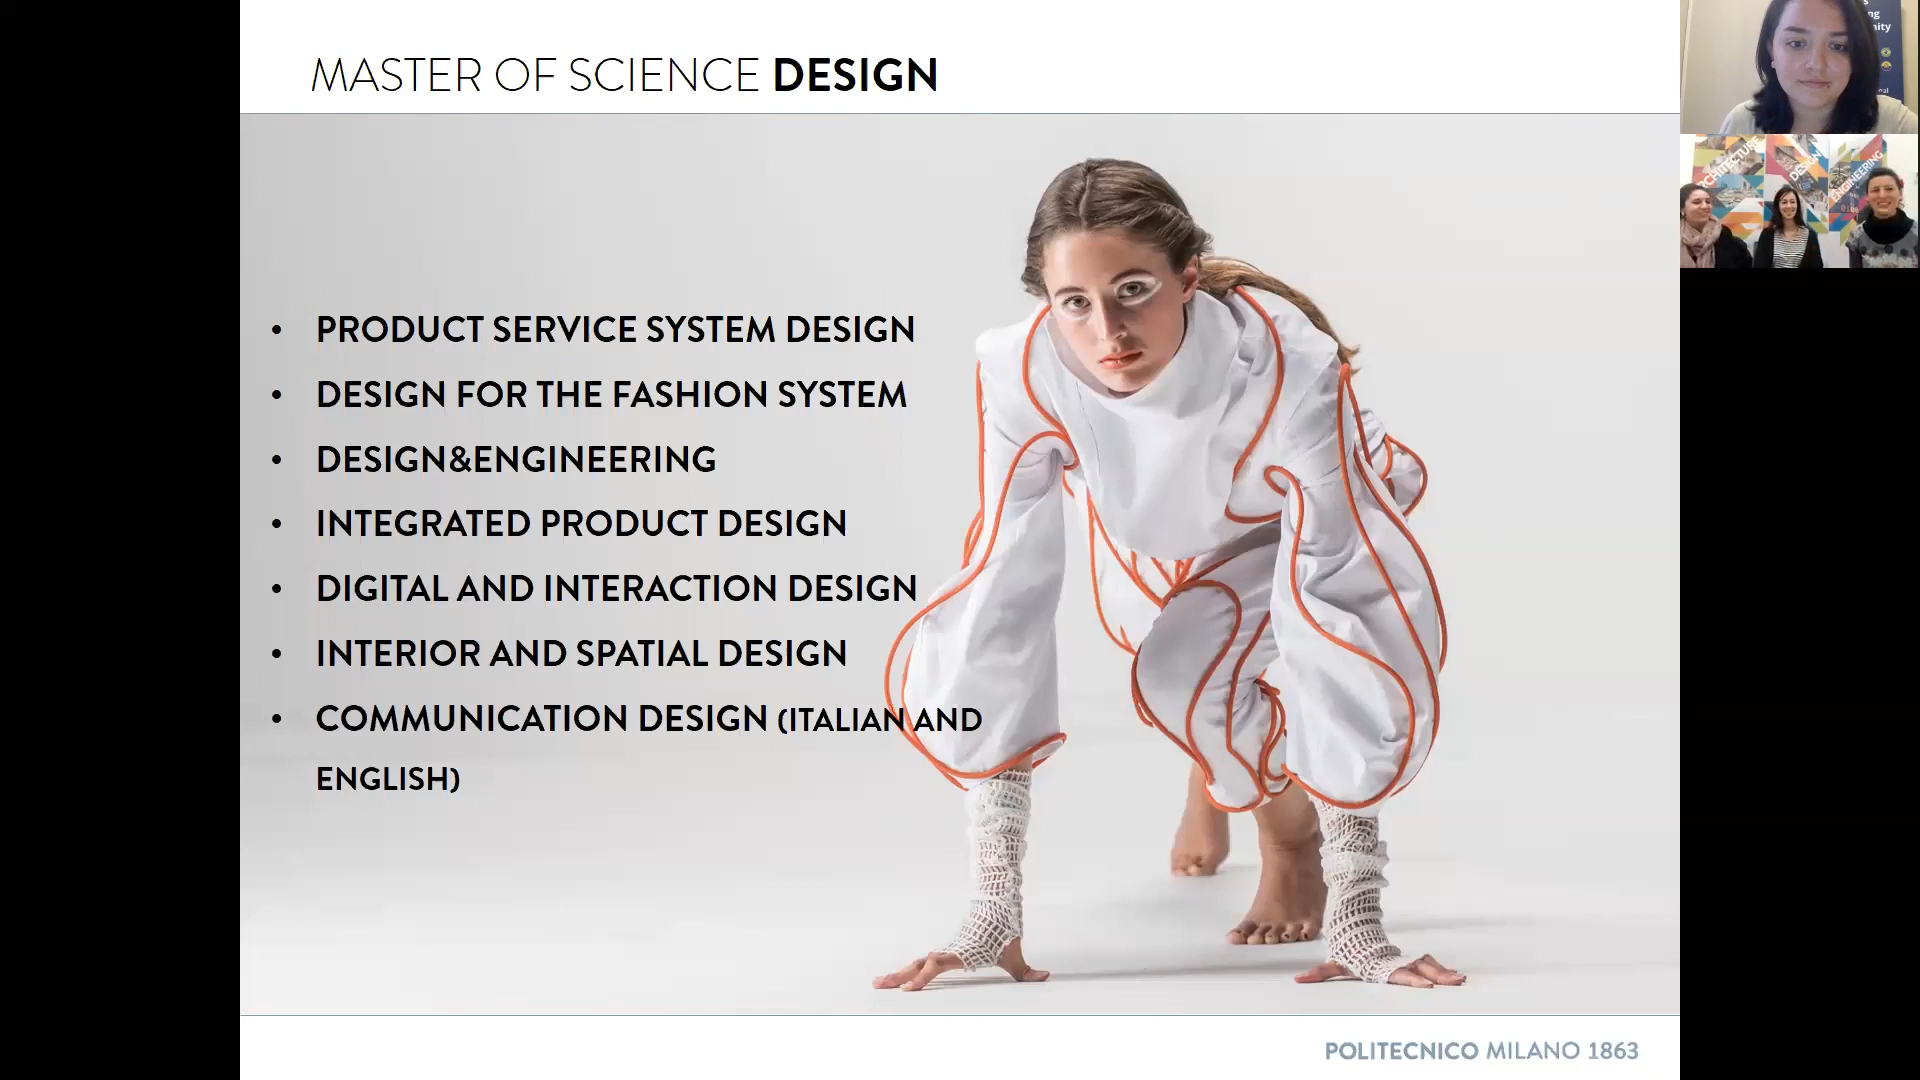 MASTER OF SCIENCE DESIGN
• PRODUCT SERVICE SYSTEM DESIGN
• DESIGN FOR THE FASHION SYSTEM
• DESIGN&ENGINEERING
• INTEGRATED PRODUCT DESIGN
• DIGITAL AND INTERACTION DESIGN
• INTERIOR AND SPATIAL DESIGN
• COMMUNICATION DESIGN (ITALIAN AND
ENGLISH)
POLITECNICO MILANO 1863
DESIGN
ENGINEERING